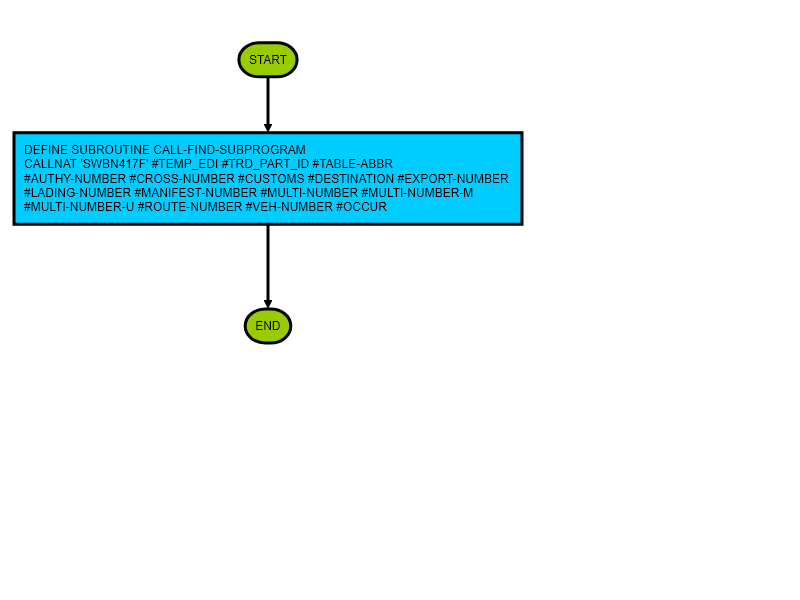 START
DEFINE SUBROUTINE CALL-FIND-SUBPROGRAM
CALLNAT 'SWBN417F' #TEMP_EDI #TRD_PART_ID #TABLE-ABBR
#AUTHY-NUMBER #CROSS-NUMBER #CUSTOMS #DESTINATION #EXPORT-NUMBER
#LADING-NUMBER #MANIFEST-NUMBER #MULTI-NUMBER #MULTI-NUMBER-M
#MULTI-NUMBER-U #ROUTE-NUMBER #VEH-NUMBER #OCCUR
END